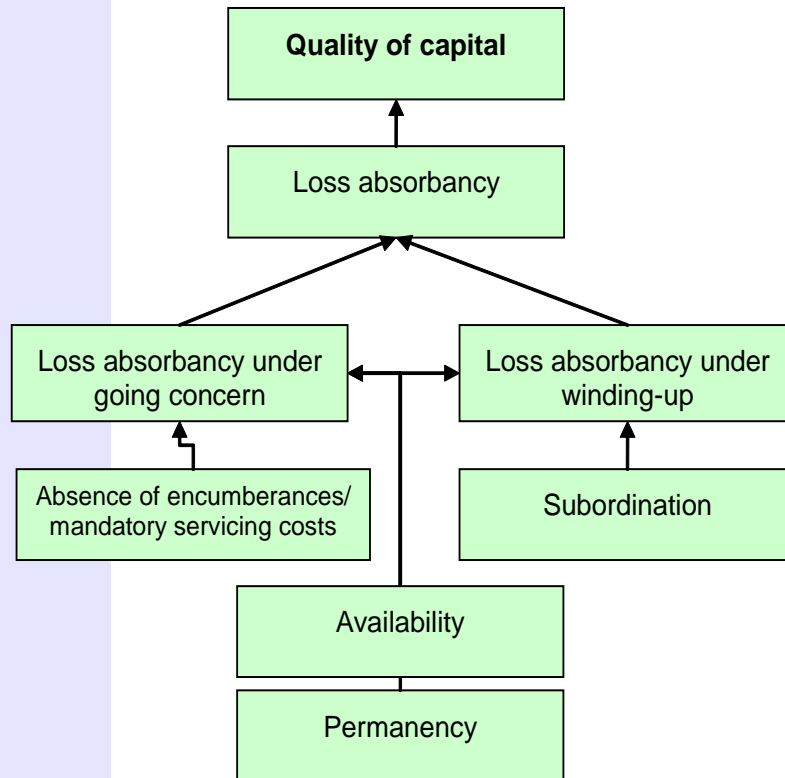 Quality of capital
Loss absorbancy
Loss absorbancy under
going concern
Loss absorbancy under
winding-up
Absence of encumberances/
mandatory servicing costs
Subordination
Availability
Permanency